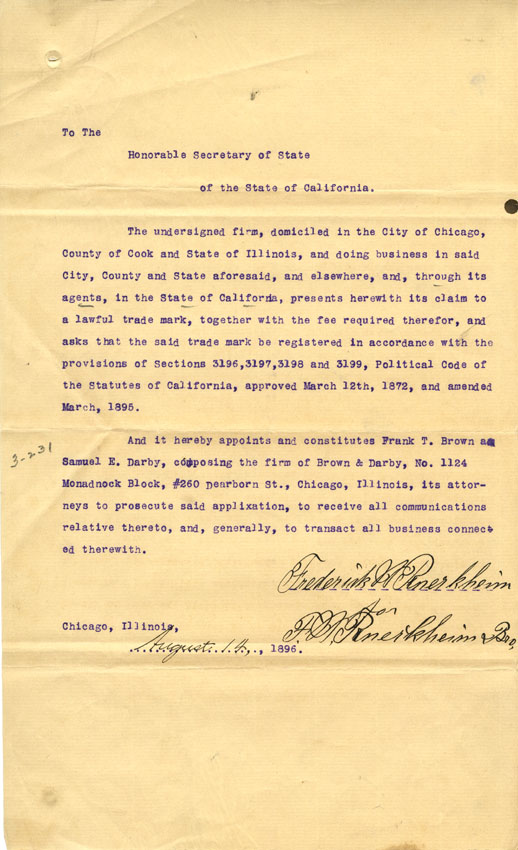 To The
Honorable Secretary of State
of the State of California.
The undersigned firm, domiciled in the City of Chicago,
County of Cook and State of Illinois, and doing business in said
City, County and State aforesaid, and elsewhere, and, through its
agents, in the State of California, presents herewith its claim to
a lawful trade mark, together with the fee required therefor, and
asks that the said trade mark be registered in accordance with the
provisions of Sections 3196,3197,3198 and 3199, Political Code of
the Statutes of California, approved March 12th, 1872, and amended
March, 1895.
And it hereby appoints and constitutes Frank T. Brown a
3-231
Samuel E. Darby, composing the firm of Brown & Darby, No. 1124
Monadnock Block, #260 Dearborn St., Chicago, Illinois, its attor-
neys to prosecute said applixation, to receive all communications
relative thereto, and, generally, to transact all business connect
ed therewith.
Frederick W Rueckheim
for
Chicago, Illinois,
F. W. Rueckheim & Bro,
August. 14,., 1896.